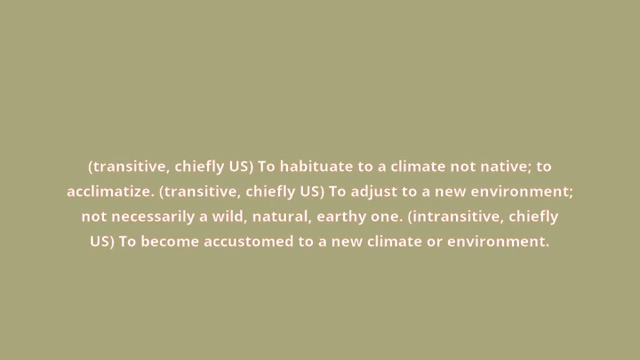 (transitive, chiefly US) To habituate to a climate not native; to
acclimatize. (transitive, chiefly US) To adjust to a new environment;
not necessarily a wild, natural, earthy one. (intransitive, chiefly
US) To become accustomed to a new climate or environment.